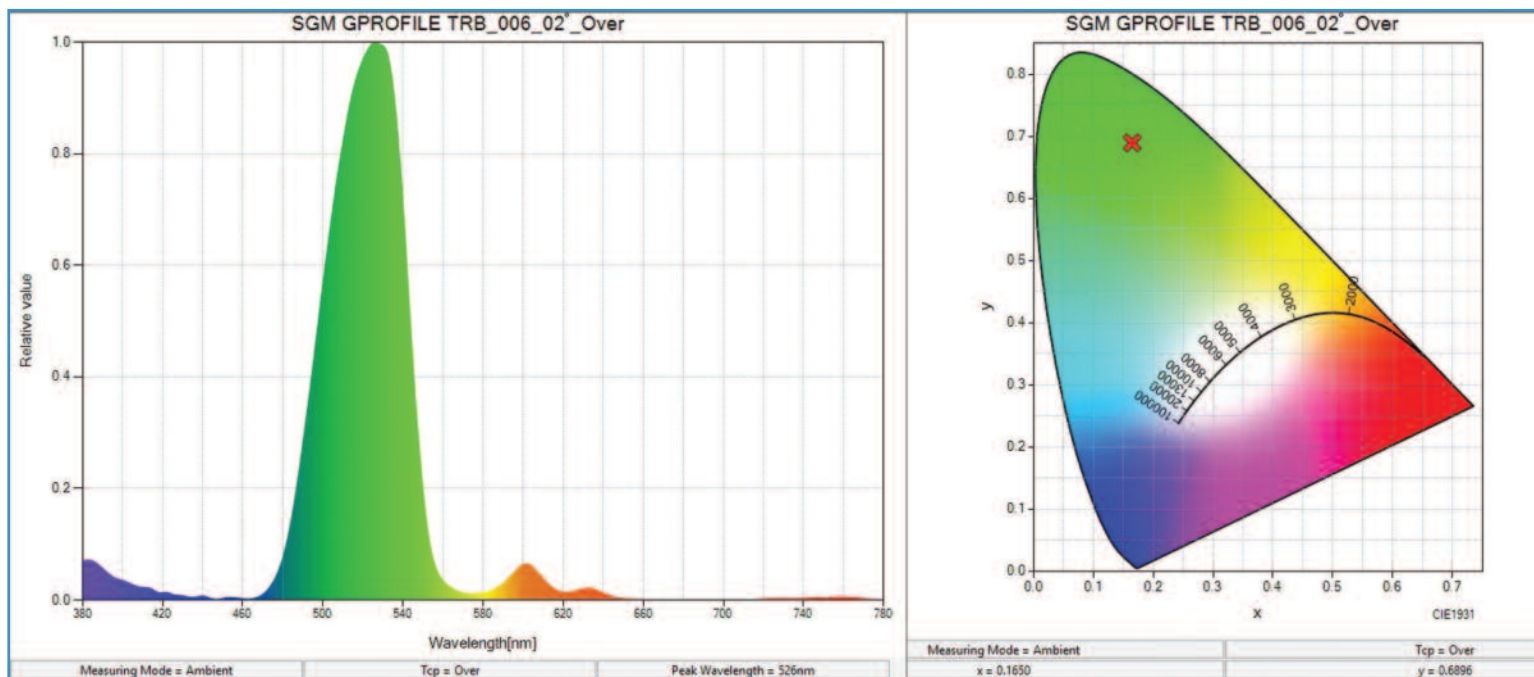 SGM GPROFILE TRB_006_02°_Over
1.0
0.8
0.6
0.4
0.2
0.0
Relative value
380 420 460 500 540 580 620 660 700 740 780
Wavelength[nm]
Measuring Mode = Ambient Tcp = Over Peak Wavelength = 526nm
SGM GPROFILE TRB_006_02°_Over
0.8
0.7
0.6
0.5
0.4
0.3
0.2
0.1
0.0
y
2000
3000
4000
5000
6000
8000
10000
13000
20000
100000
0.0 0.1 0.2 0.3 0.4 0.5 0.6 0.7
x
CIE1931
Measuring Mode = Ambient Tcp = Over
x = 0.1650 y = 0.6896